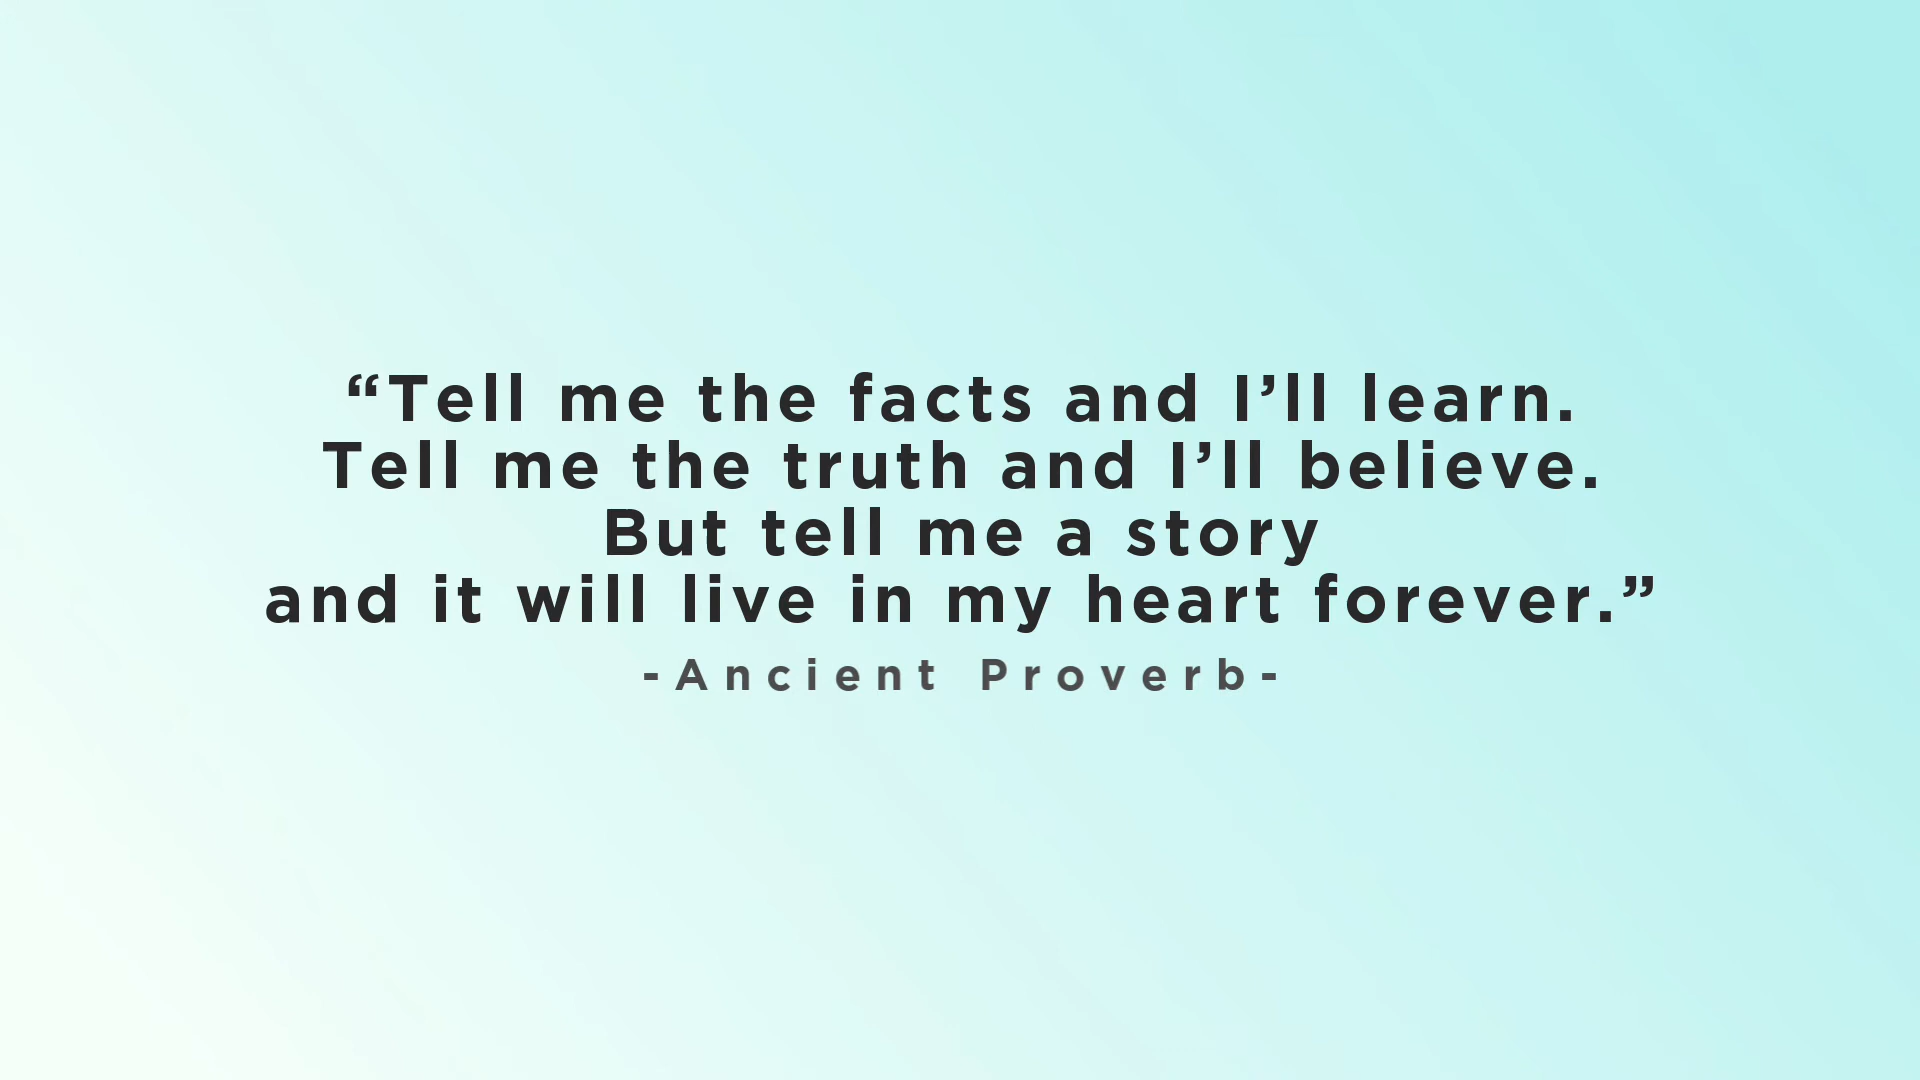 “Tell me the facts and I’ll learn.
Tell me the truth and I’ll believe.
But tell me a story
and it will live in my heart forever.”
-Ancient Proverb-